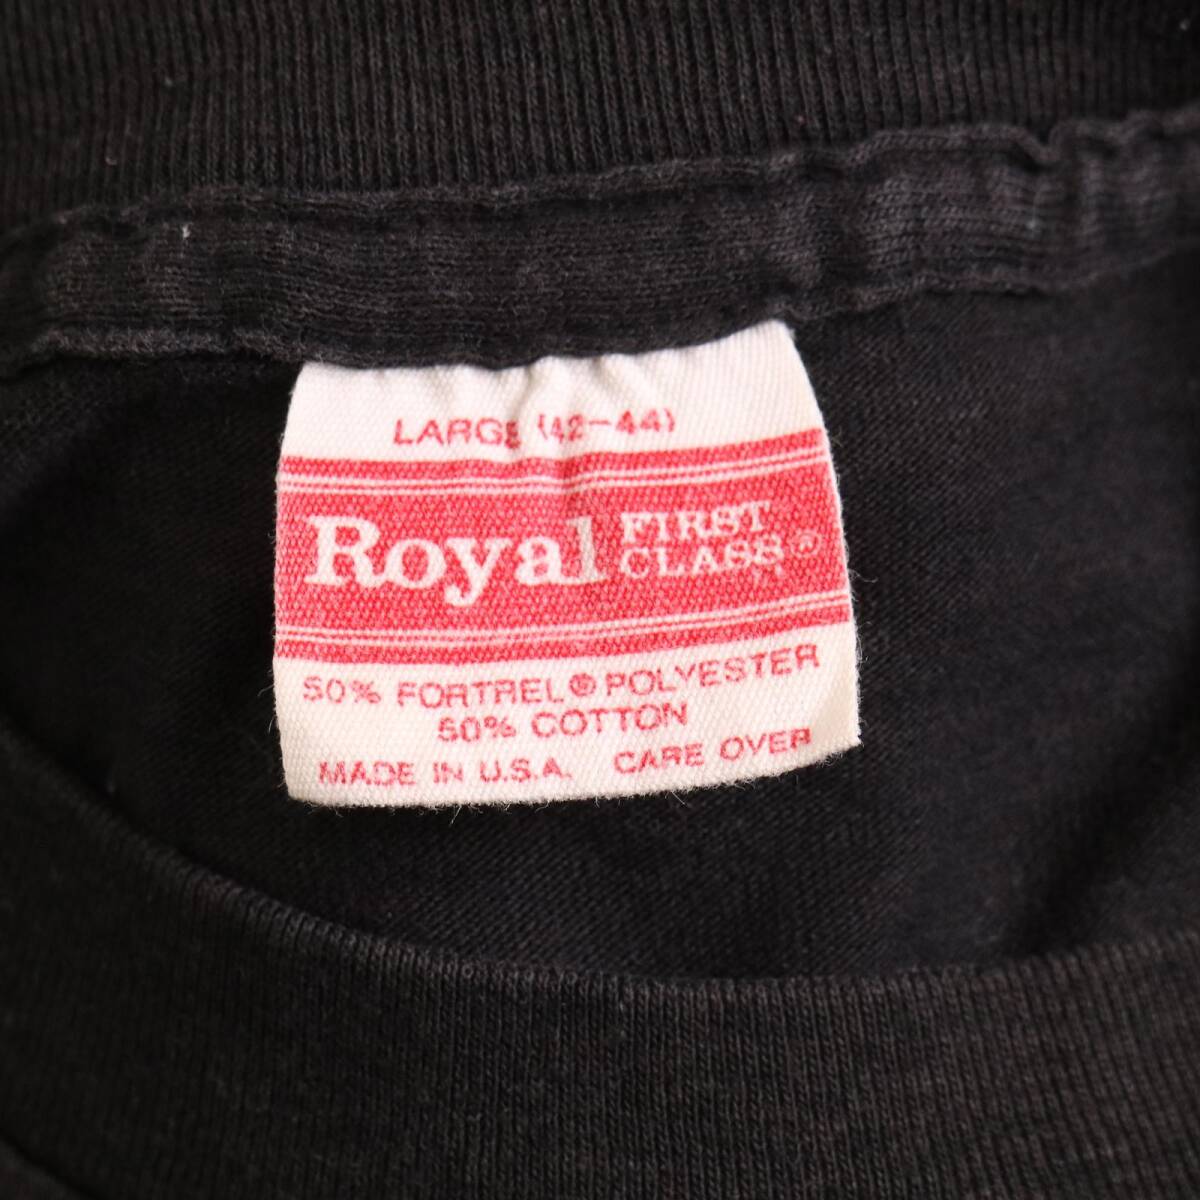 LARGE (42-44)
Royal FIRST CLASS®
50% FORTREL® POLYESTER
50% COTTON
MADE IN U.S.A. CARE OVER